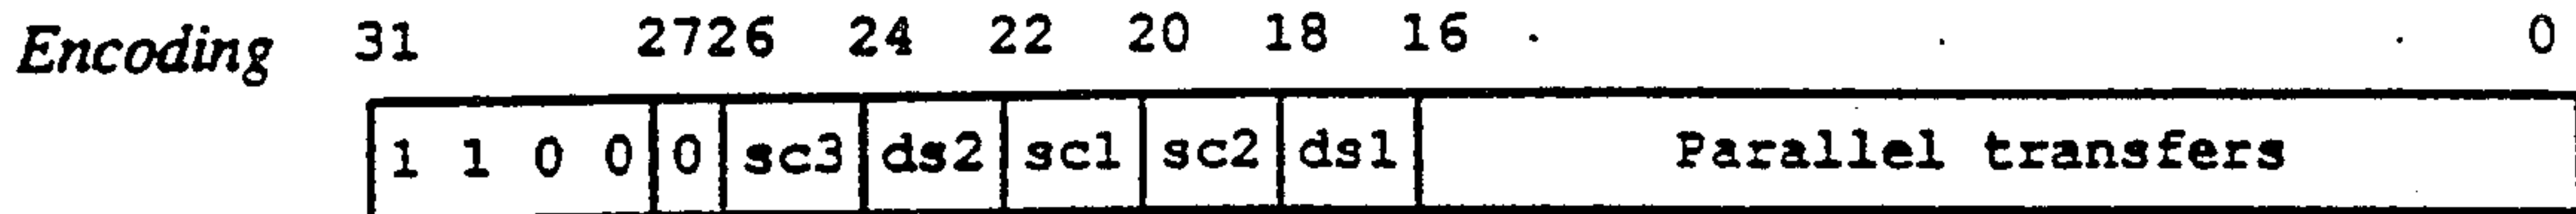 Encoding 31 2726 24 22 20 18 16 0
1 1 0 0 0 sc3 ds2 sc1 sc2 ds1 Parallel transfers